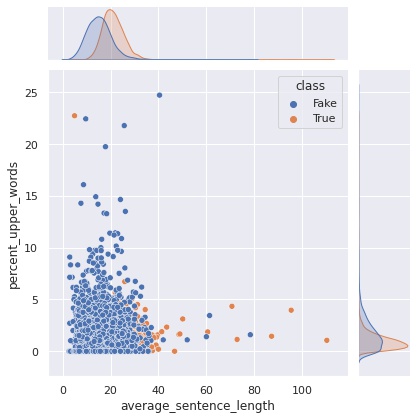 class
Fake
True
percent_upper_words
25
20
15
10
5
0
0 20 40 60 80 100
average_sentence_length